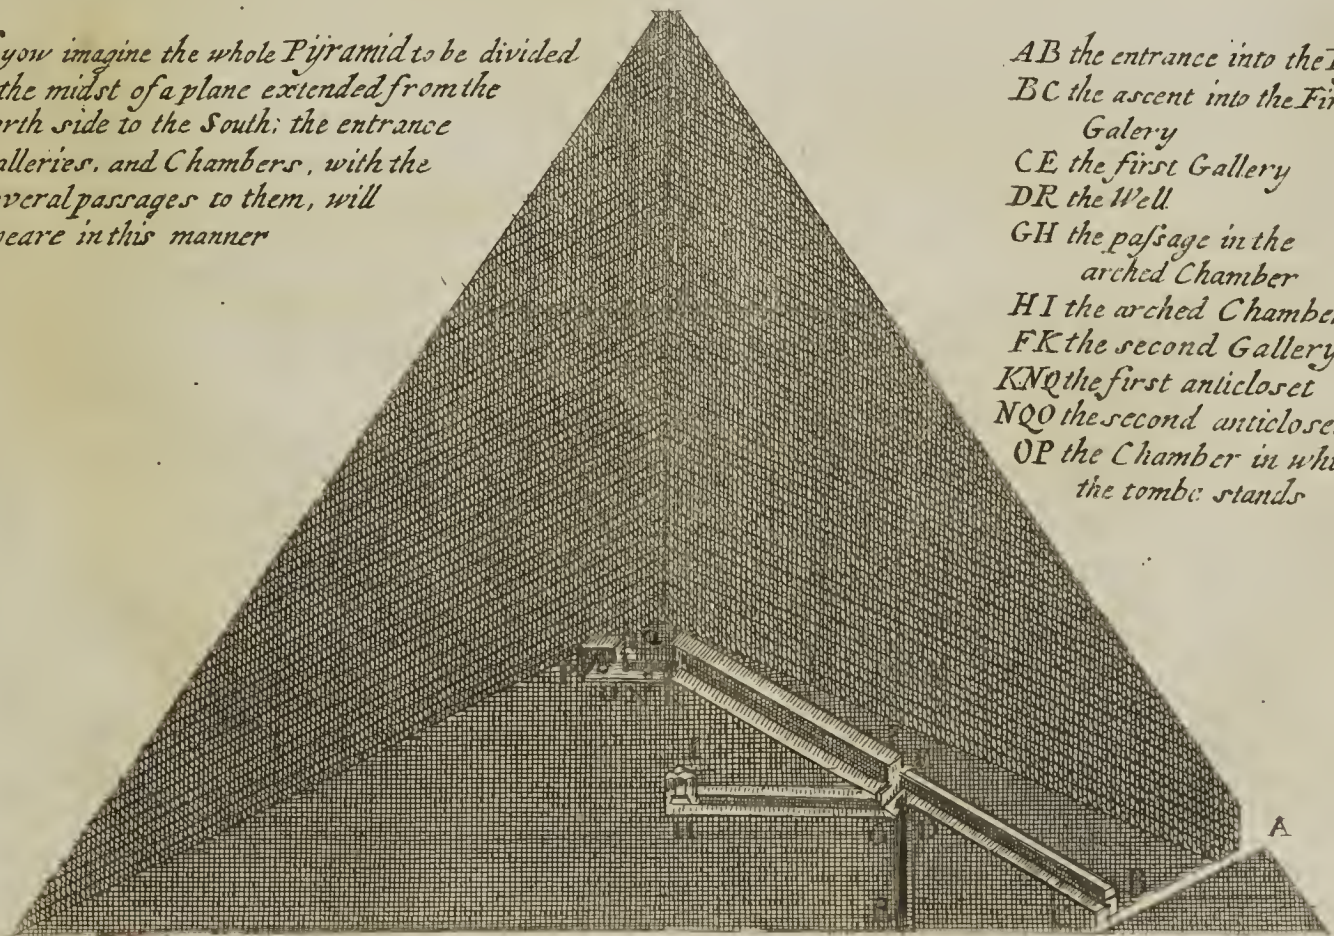 yow imagine the whole Pyramid to be divided
the midst of a plane extended from the
rth side to the South; the entrance
alleries, and Chambers, with the
veral passages to them, will
peare in this manner
AB the entrance into the
BC the ascent into the Fir
Galery
CE the first Gallery
DR the Well
GH the paſsage in the
arched Chamber
HI the arched Chamber
FK the second Gallery
KNQ the first anticloset
NQO the second anticlose
OP the Chamber in whi
the tombe stands
A
B